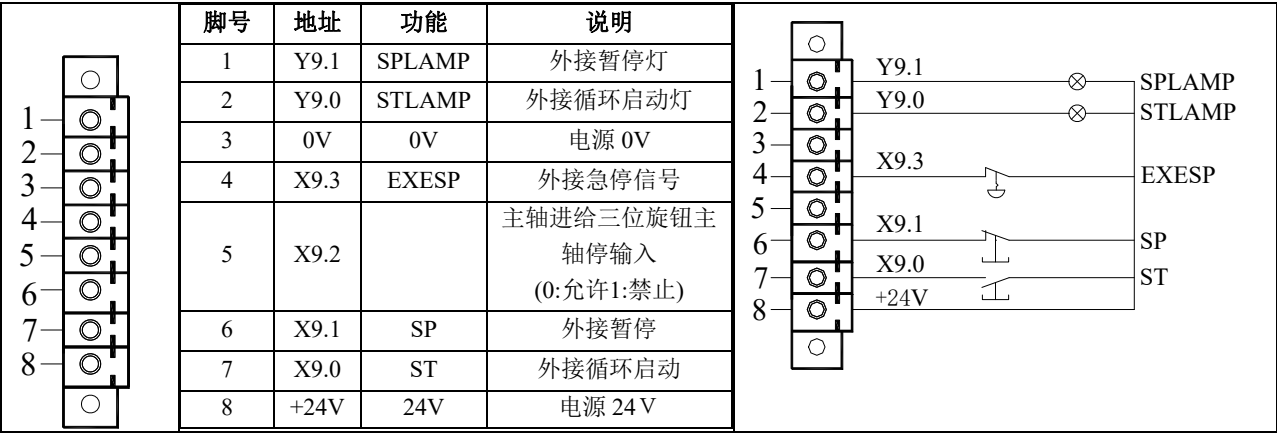 1
2
3
4
5
6
7
8
脚号 地址 功能 说明
1 Y9.1 SPLAMP 外接暂停灯
2 Y9.0 STLAMP 外接循环启动灯
3 0V 0V 电源 0V
4 X9.3 EXESP 外接急停信号
5 X9.2 主轴进给三位旋钮主
轴停输入
(0:允许1:禁止)
6 X9.1 SP 外接暂停
7 X9.0 ST 外接循环启动
8 +24V 24V 电源 24V
1 Y9.1 SPLAMP
2 Y9.0 STLAMP
3
4 X9.3 EXESP
5
6 X9.1 SP
7 X9.0 ST
8 +24V